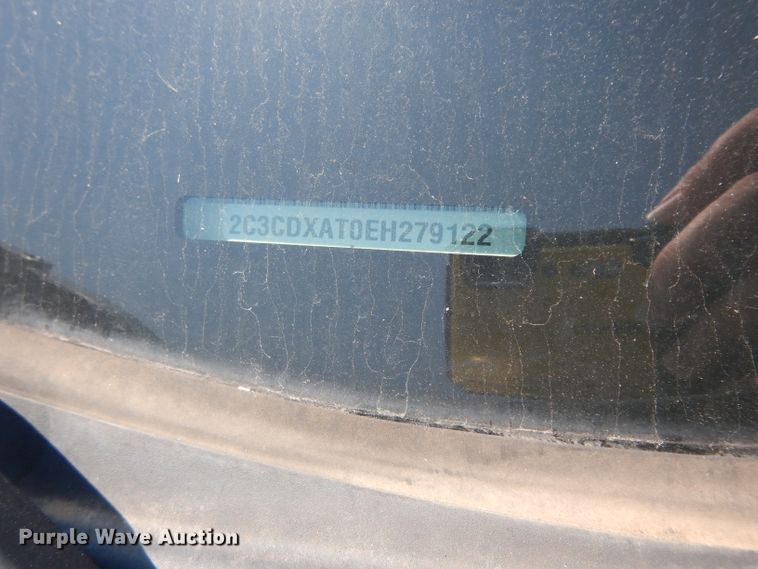 2C3CDXAT0EH279122
Purple Wave Auction